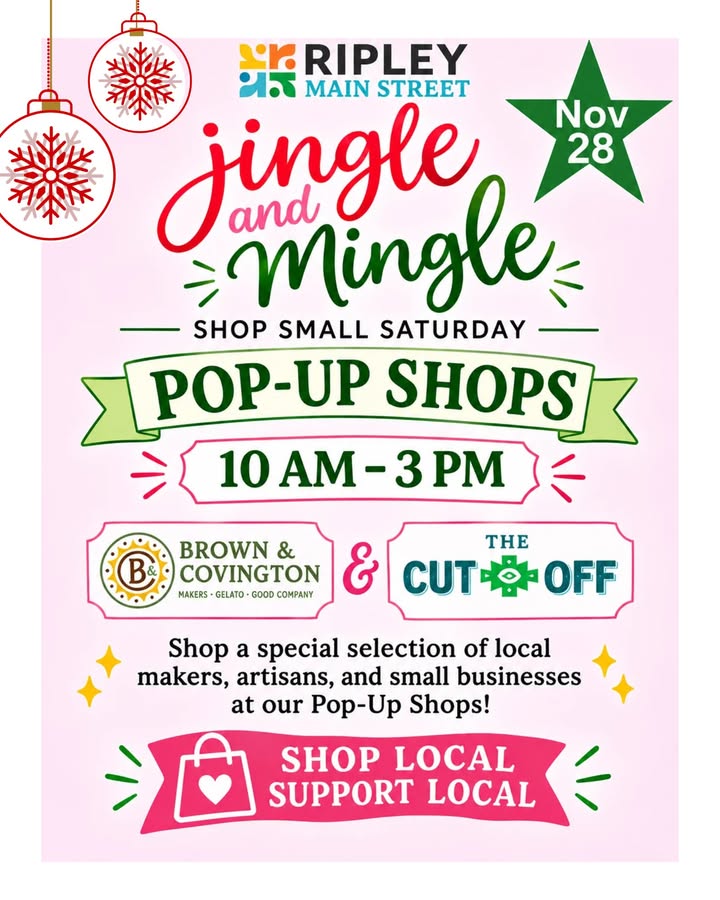 RIPLEY
MAIN STREET
Nov
28
jingle
and
Mingle
SHOP SMALL SATURDAY
POP-UP SHOPS
10 AM – 3 PM
B & C
BROWN &
COVINGTON
MAKERS • GELATO • GOOD COMPANY
&
THE
CUT OFF
Shop a special selection of local
makers, artisans, and small businesses
at our Pop-Up Shops!
SHOP LOCAL
SUPPORT LOCAL